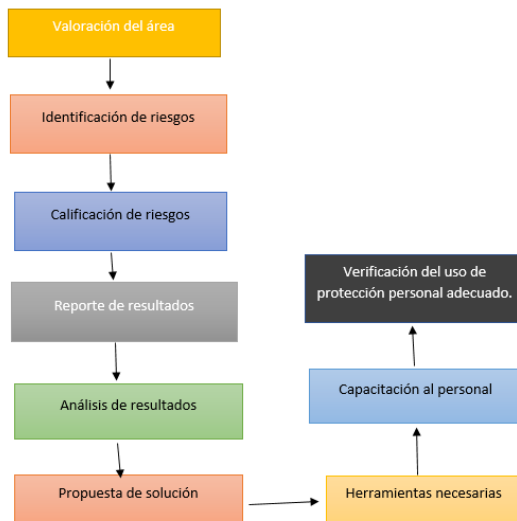 Valoración del área
Identificación de riesgos
Calificación de riesgos
Reporte de resultados
Análisis de resultados
Propuesta de solución
Herramientas necesarias
Capacitación al personal
Verificación del uso de
protección personal adecuado.